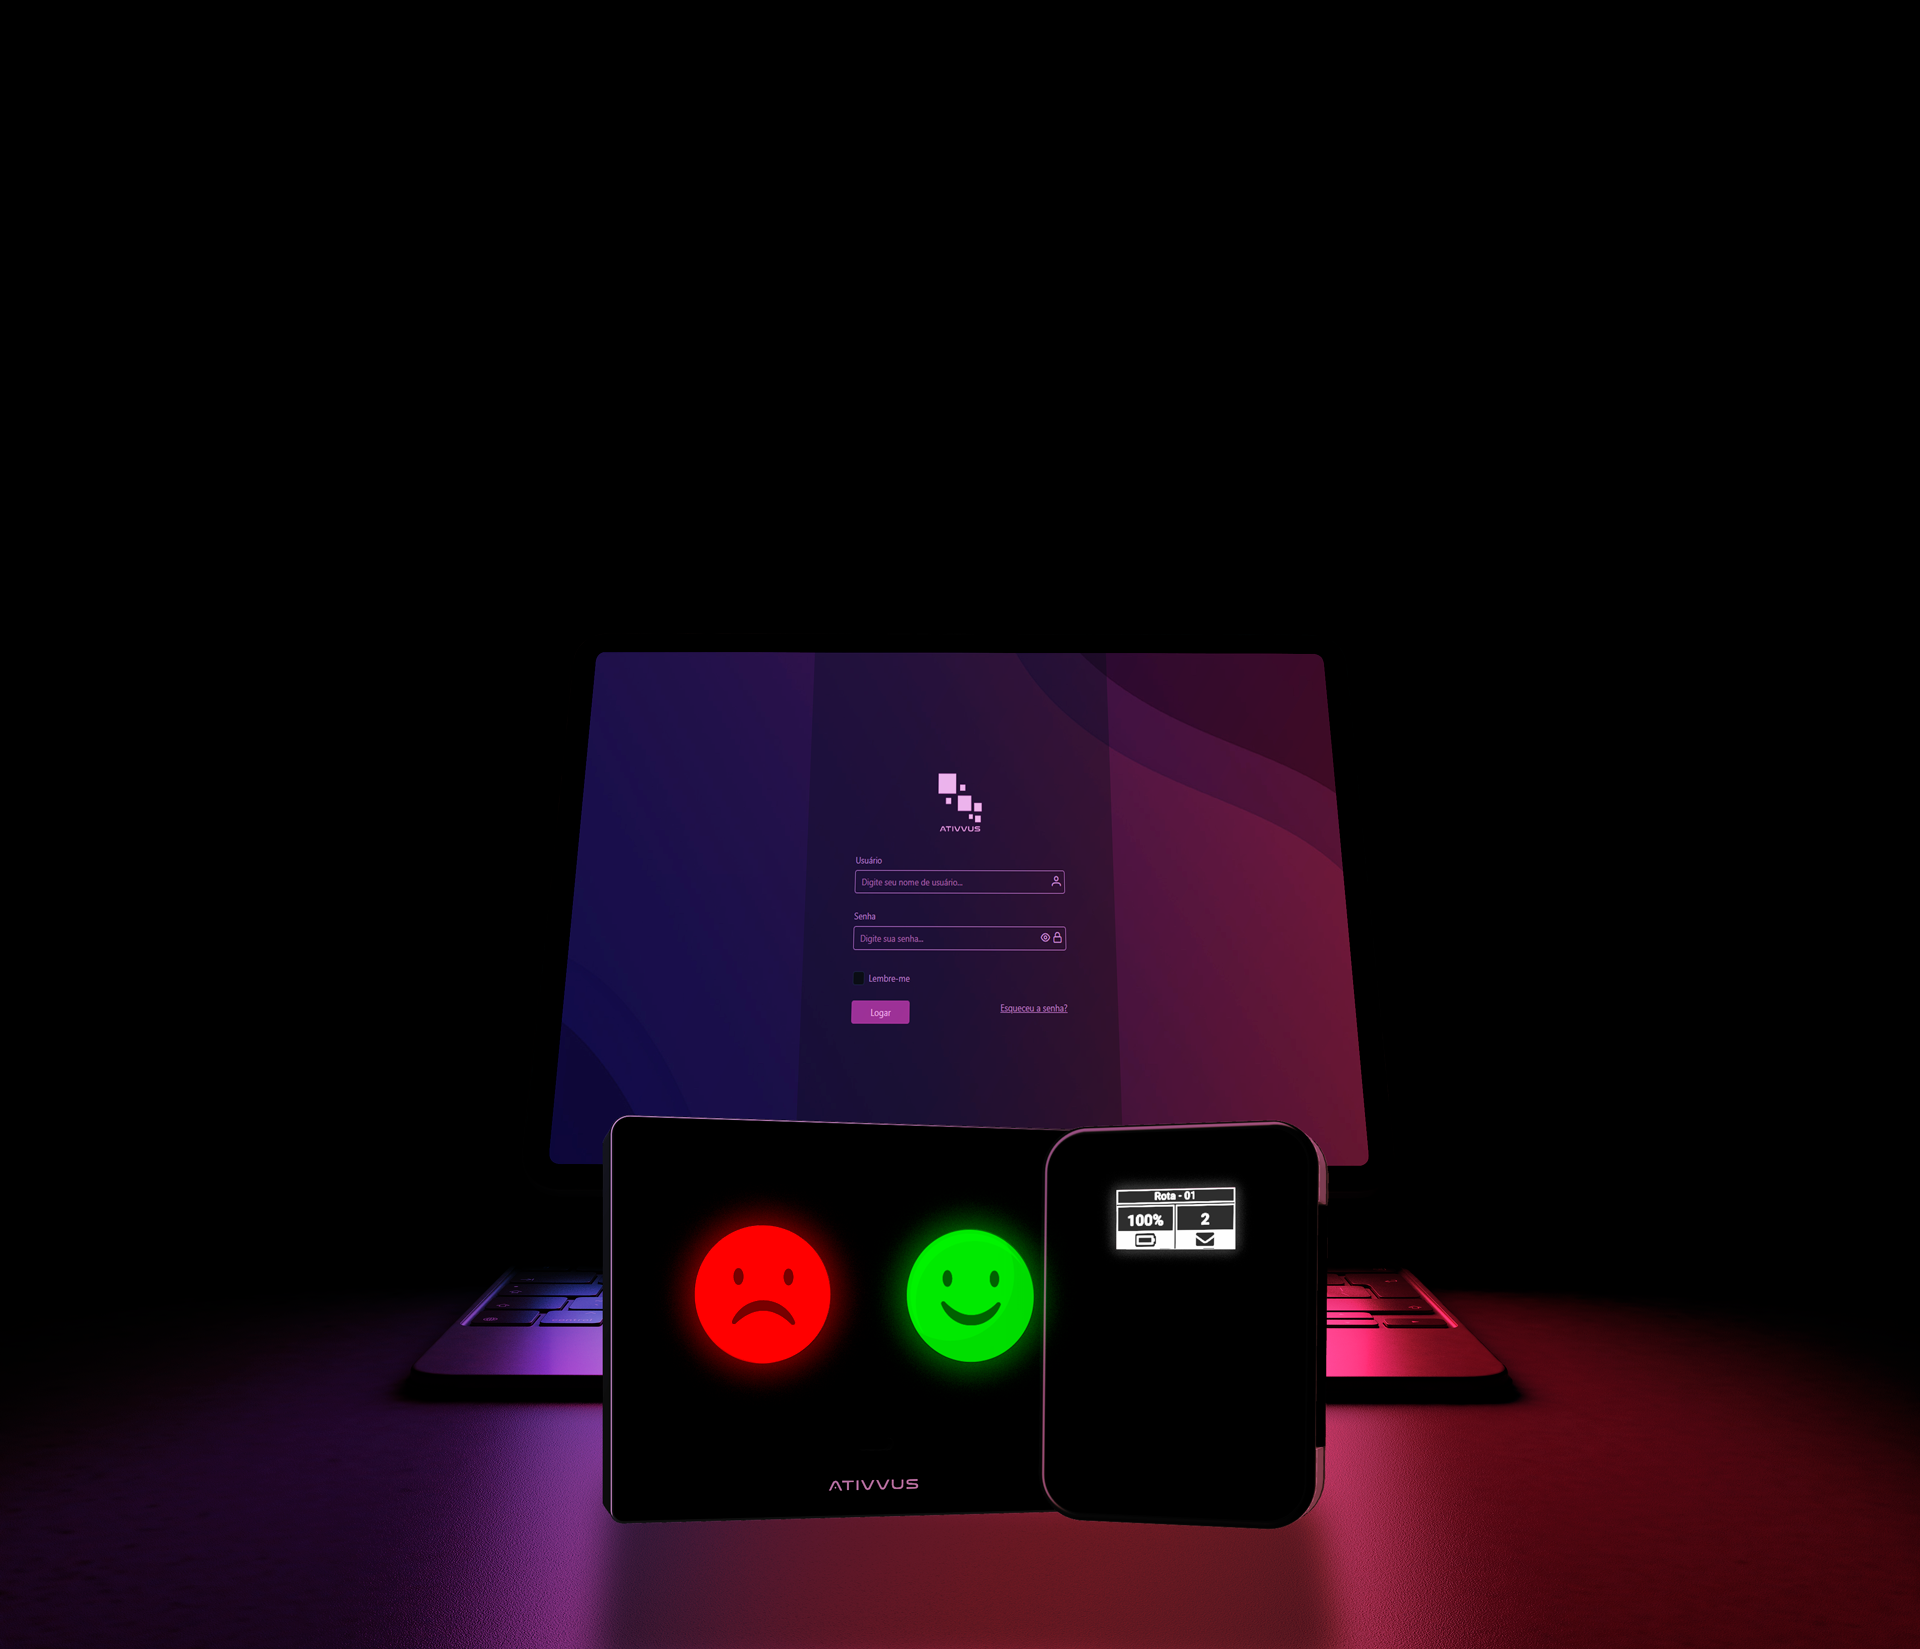 ATIVVUS
Usuário
Digite seu nome de usuário...
Senha
Digite sua senha...
Lembre-me
Logar
Esqueceu a senha?
Rota - 01
100%
2
ATIVVUS